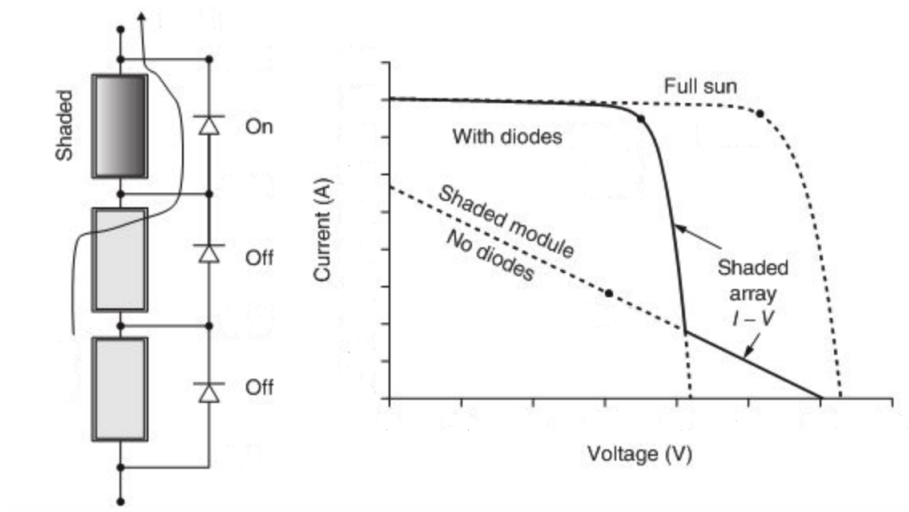 Shaded
On
Off
Off
Full sun
With diodes
Shaded module
No diodes
Shaded
array
I – V
Current (A)
Voltage (V)